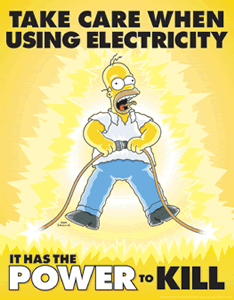 TAKE CARE WHEN
USING ELECTRICITY
IT HAS THE
POWER TO KILL